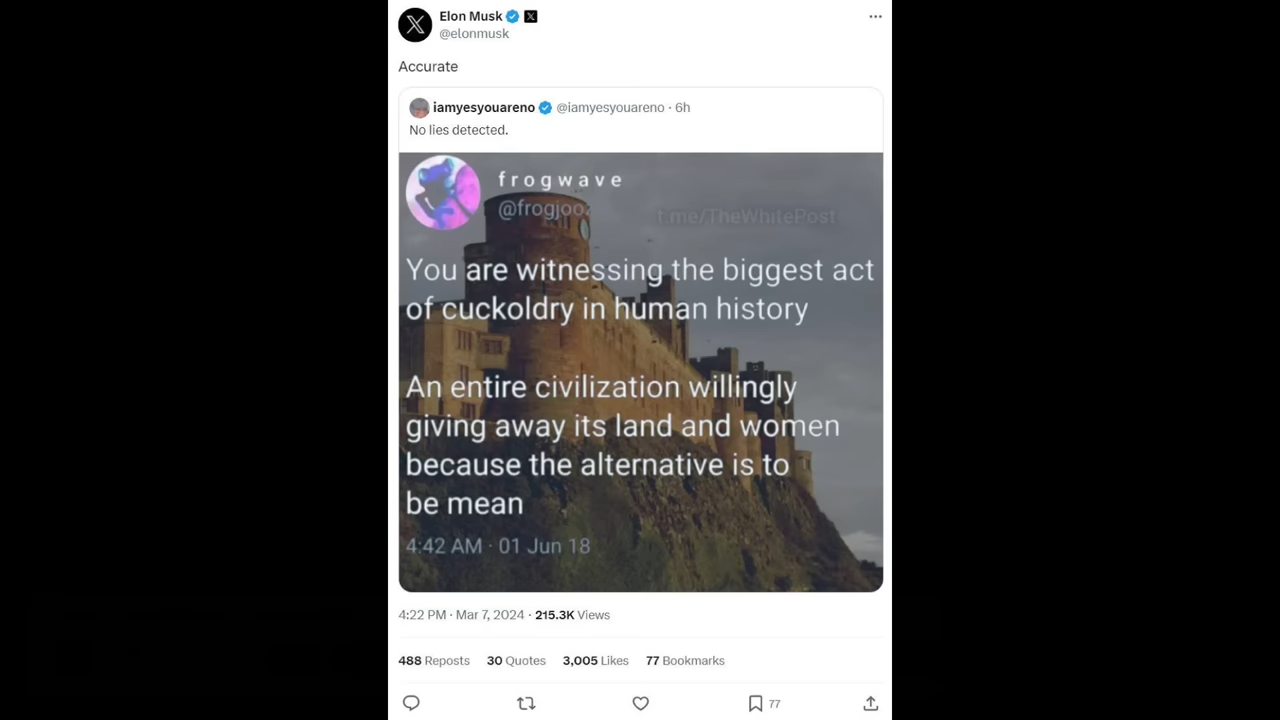 Elon Musk
@elonmusk
Accurate
iamyesyouareno @iamyesyouareno · 6h
No lies detected.
frogwave
@frogjooz
t.me/TheWhitePost
You are witnessing the biggest act
of cuckoldry in human history
An entire civilization willingly
giving away its land and women
because the alternative is to
be mean
4:42 AM · 01 Jun 18
4:22 PM · Mar 7, 2024 · 215.3K Views
488 Reposts 30 Quotes 3,005 Likes 77 Bookmarks
77